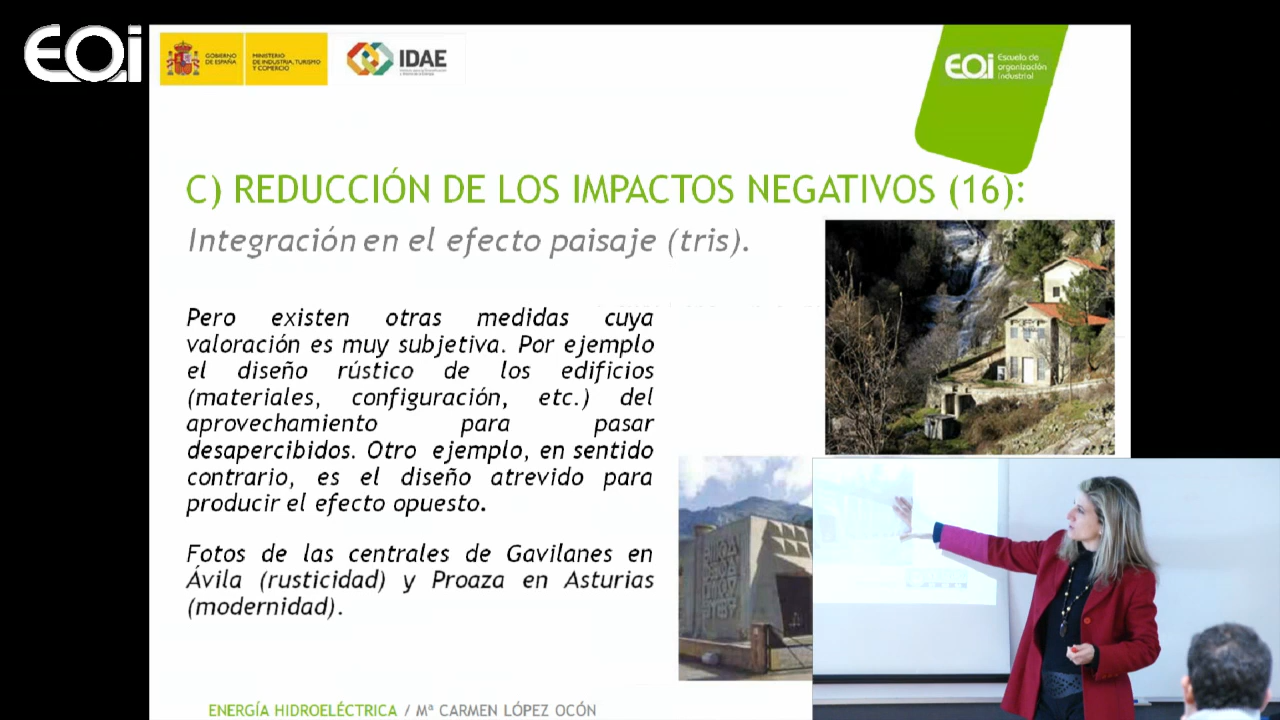 EOi
GOBIERNO DE ESPAÑA
MINISTERIO DE INDUSTRIA, TURISMO Y COMERCIO
IDAE
EOi Escuela de organización industrial
C) REDUCCIÓN DE LOS IMPACTOS NEGATIVOS (16):
Integración en el efecto paisaje (tris).
Pero existen otras medidas cuya
valoración es muy subjetiva. Por ejemplo
el diseño rústico de los edificios
(materiales, configuración, etc.) del
aprovechamiento para pasar
desapercibidos. Otro ejemplo, en sentido
contrario, es el diseño atrevido para
producir el efecto opuesto.
Fotos de las centrales de Gavilanes en
Ávila (rusticidad) y Proaza en Asturias
(modernidad).
ENERGÍA HIDROELÉCTRICA / Mª CARMEN LÓPEZ OCÓN